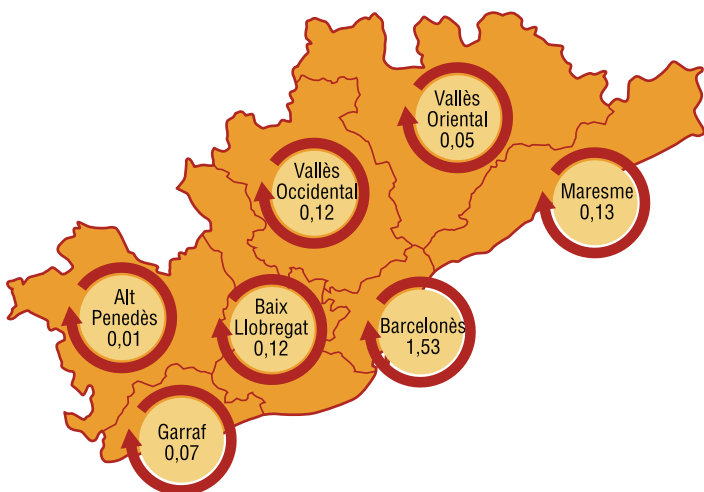 Vallès
Oriental
0,05
Vallès
Occidental
0,12
Maresme
0,13
Alt
Penedès
0,01
Baix
Llobregat
0,12
Barcelonès
1,53
Garraf
0,07